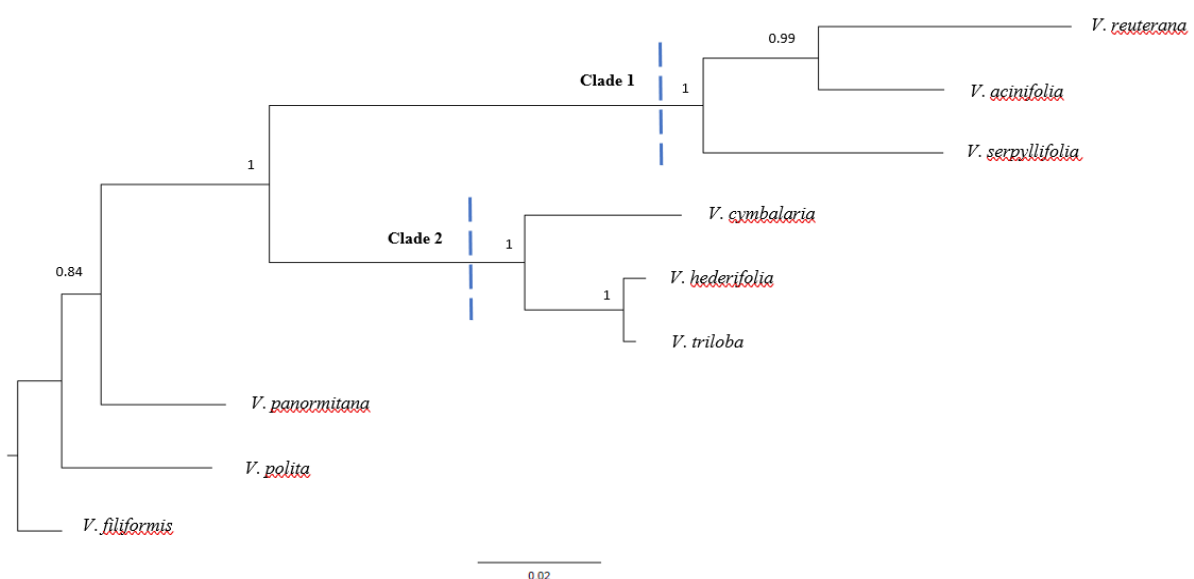 V. reuterana
0.99
Clade 1
1
V. acinifolia
V. serpyllifolia
1
V. cymbalaria
Clade 2
1
0.84
V. hederifolia
1
V. triloba
V. panormitana
V. polita
V. filiformis
0.02